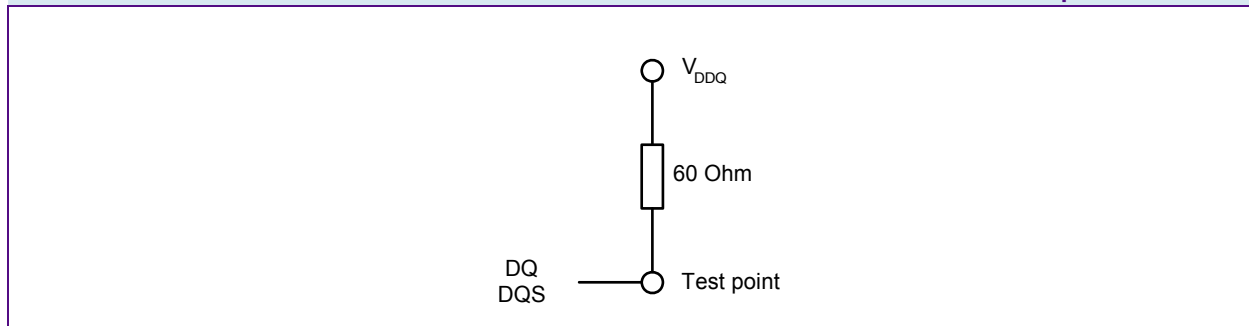 V_DDQ
60 Ohm
DQ
DQS
Test point